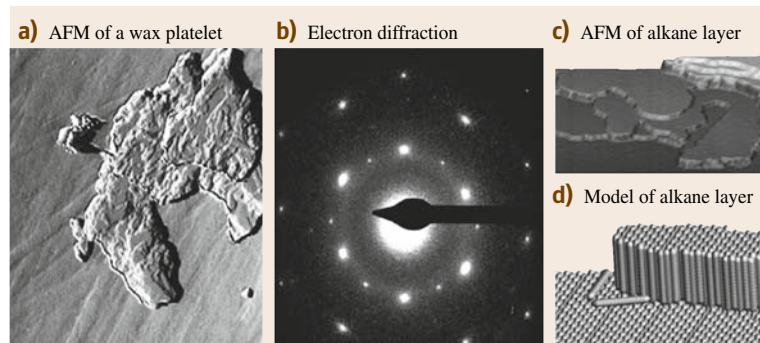 a) AFM of a wax platelet
b) Electron diffraction
c) AFM of alkane layer
d) Model of alkane layer